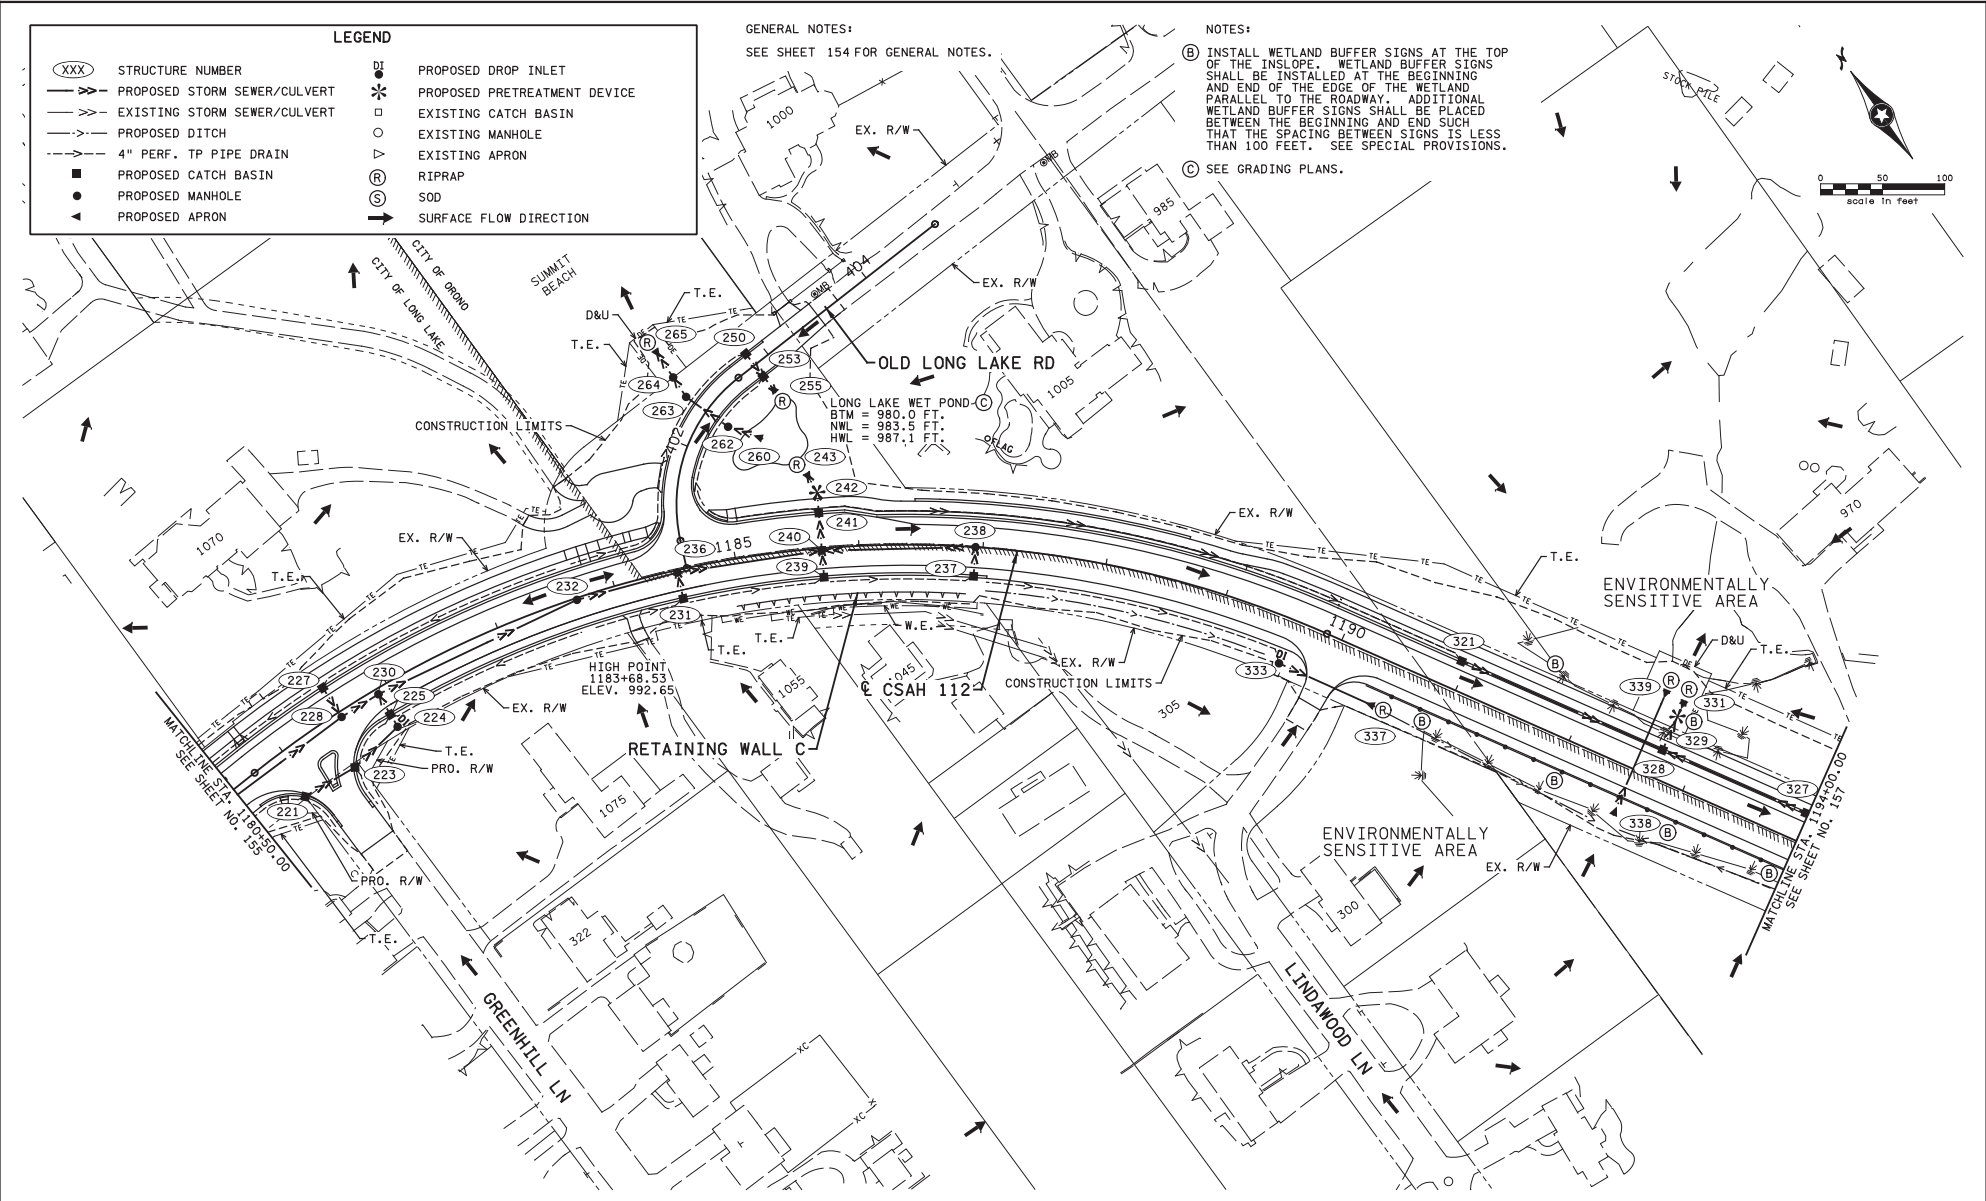 LEGEND
XXX STRUCTURE NUMBER
PROPOSED STORM SEWER/CULVERT
EXISTING STORM SEWER/CULVERT
PROPOSED DITCH
4" PERF. TP PIPE DRAIN
PROPOSED CATCH BASIN
PROPOSED MANHOLE
PROPOSED APRON
DI PROPOSED DROP INLET
PROPOSED PRETREATMENT DEVICE
EXISTING CATCH BASIN
EXISTING MANHOLE
EXISTING APRON
R RIPRAP
S SOD
SURFACE FLOW DIRECTION
GENERAL NOTES:
SEE SHEET 154 FOR GENERAL NOTES.
NOTES:
B INSTALL WETLAND BUFFER SIGNS AT THE TOP
OF THE INSLOPE. WETLAND BUFFER SIGNS
SHALL BE INSTALLED AT THE BEGINNING
AND END OF THE EDGE OF THE WETLAND
PARALLEL TO THE ROADWAY. ADDITIONAL
WETLAND BUFFER SIGNS SHALL BE PLACED
BETWEEN THE BEGINNING AND END SUCH
THAT THE SPACING BETWEEN SIGNS IS LESS
THAN 100 FEET. SEE SPECIAL PROVISIONS.
C SEE GRADING PLANS.
STOCK PILE
0 50 100
scale in feet
1000
EX. R/W
MB
985
CITY OF ORONO
CITY OF LONG LAKE
SUMMIT
BEACH
404
MB
EX. R/W
T.E.
D&U
TE
265
250
R
T.E.
253
OLD LONG LAKE RD
264
255
1005
263
R
LONG LAKE WET POND C
BTM = 980.0 FT.
NWL = 983.5 FT.
HWL = 987.1 FT.
CONSTRUCTION LIMITS
402
262
260
R
243
FLAG
242
970
1070
EX. R/W
241
238
EX. R/W
240
236
1185
T.E.
239
237
232
T.E.
ENVIRONMENTALLY
SENSITIVE AREA
231
W.E.
T.E.
T.E.
1190
321
D&U
T.E.
HIGH POINT
1183+68.53
ELEV. 992.65
1055
1045
EX. R/W
CONSTRUCTION LIMITS
DI
333
B
339
R
R
331
227
230
225
228
DI
224
EX. R/W
℄ CSAH 112
305
R
B
337
B
329
328
RETAINING WALL C
T.E.
PRO. R/W
223
221
1075
B
327
338
B
MATCHLINE STA. 1180+50.00
SEE SHEET NO. 155
ENVIRONMENTALLY
SENSITIVE AREA
EX. R/W
B
MATCHLINE STA. 1194+00.00
SEE SHEET NO. 157
PRO. R/W
T.E.
322
300
GREENHILL LN
LINDAWOOD LN
XC
XC